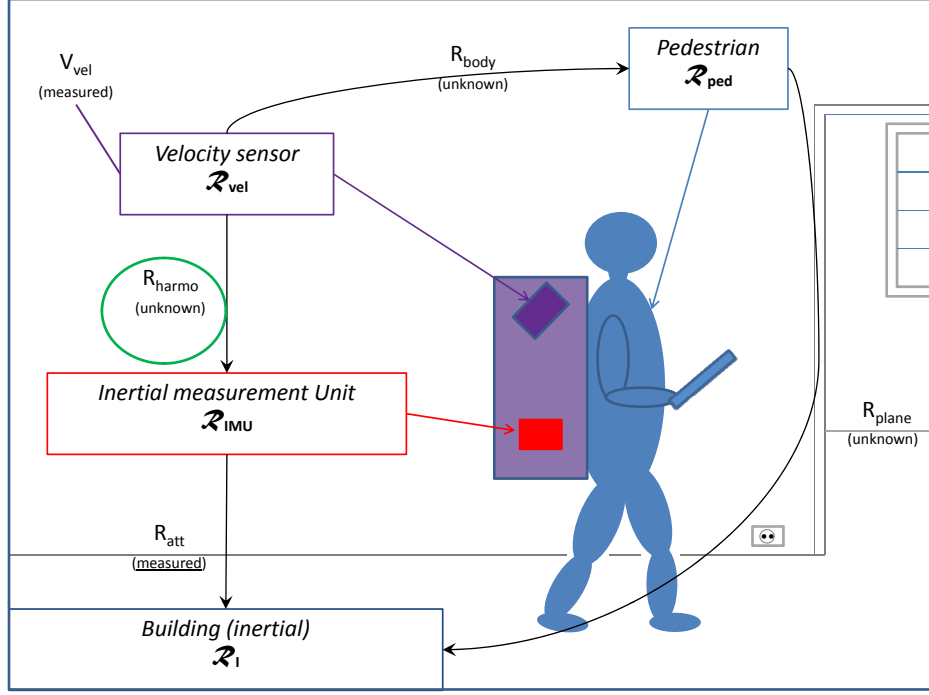 V_vel
(measured)
R_body
(unknown)
Pedestrian
ℛ_ped
Velocity sensor
ℛ_vel
R_harmo
(unknown)
Inertial measurement Unit
ℛ_IMU
R_plane
(unknown)
R_att
(measured)
Building (inertial)
ℛ_I